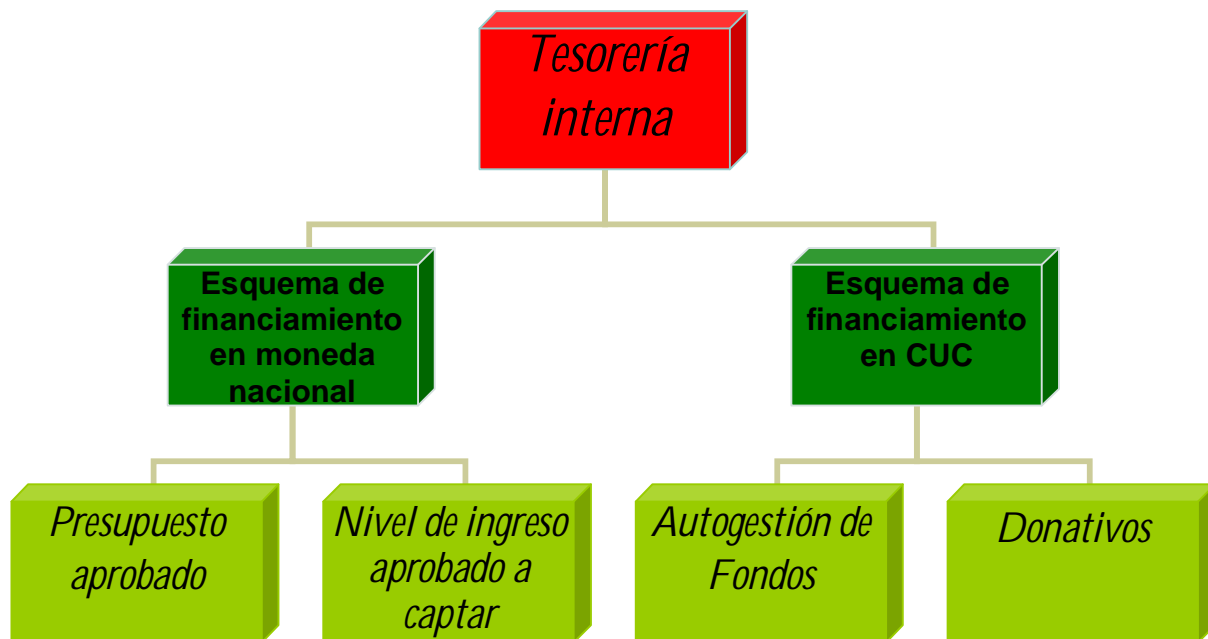 Tesorería
interna
Esquema de
financiamiento
en moneda
nacional
Esquema de
financiamiento
en CUC
Presupuesto
aprobado
Nivel de ingreso
aprobado a
captar
Autogestión de
Fondos
Donativos